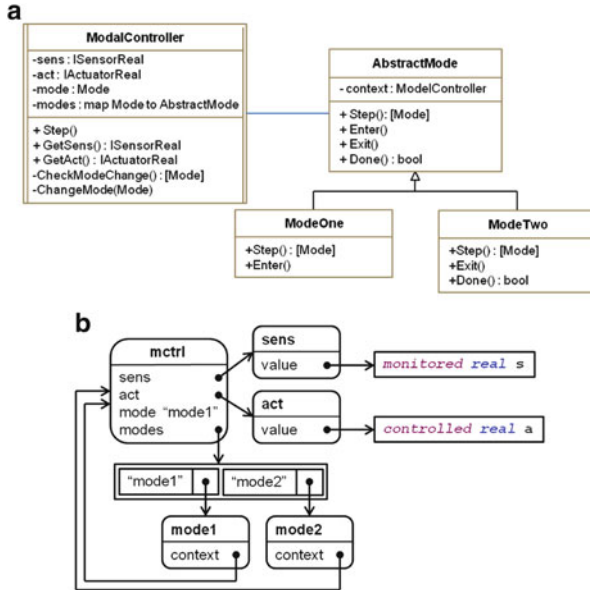 a
ModalController
-sens : ISensorReal
-act : IActuatorReal
-mode : Mode
-modes : map Mode to AbstractMode
+ Step()
+ GetSens() : ISensorReal
+ GetAct() : IActuatorReal
-CheckModeChange() : [Mode]
-ChangeMode(Mode)
AbstractMode
- context : ModelController
+ Step() : [Mode]
+ Enter()
+ Exit()
+ Done() : bool
ModeOne
+Step() : [Mode]
+Enter()
ModeTwo
+Step() : [Mode]
+Exit()
+Done() : bool
b
mctrl
sens
act
mode "mode1"
modes
sens
value
monitored real s
act
value
controlled real a
"mode1"
"mode2"
mode1
context
mode2
context